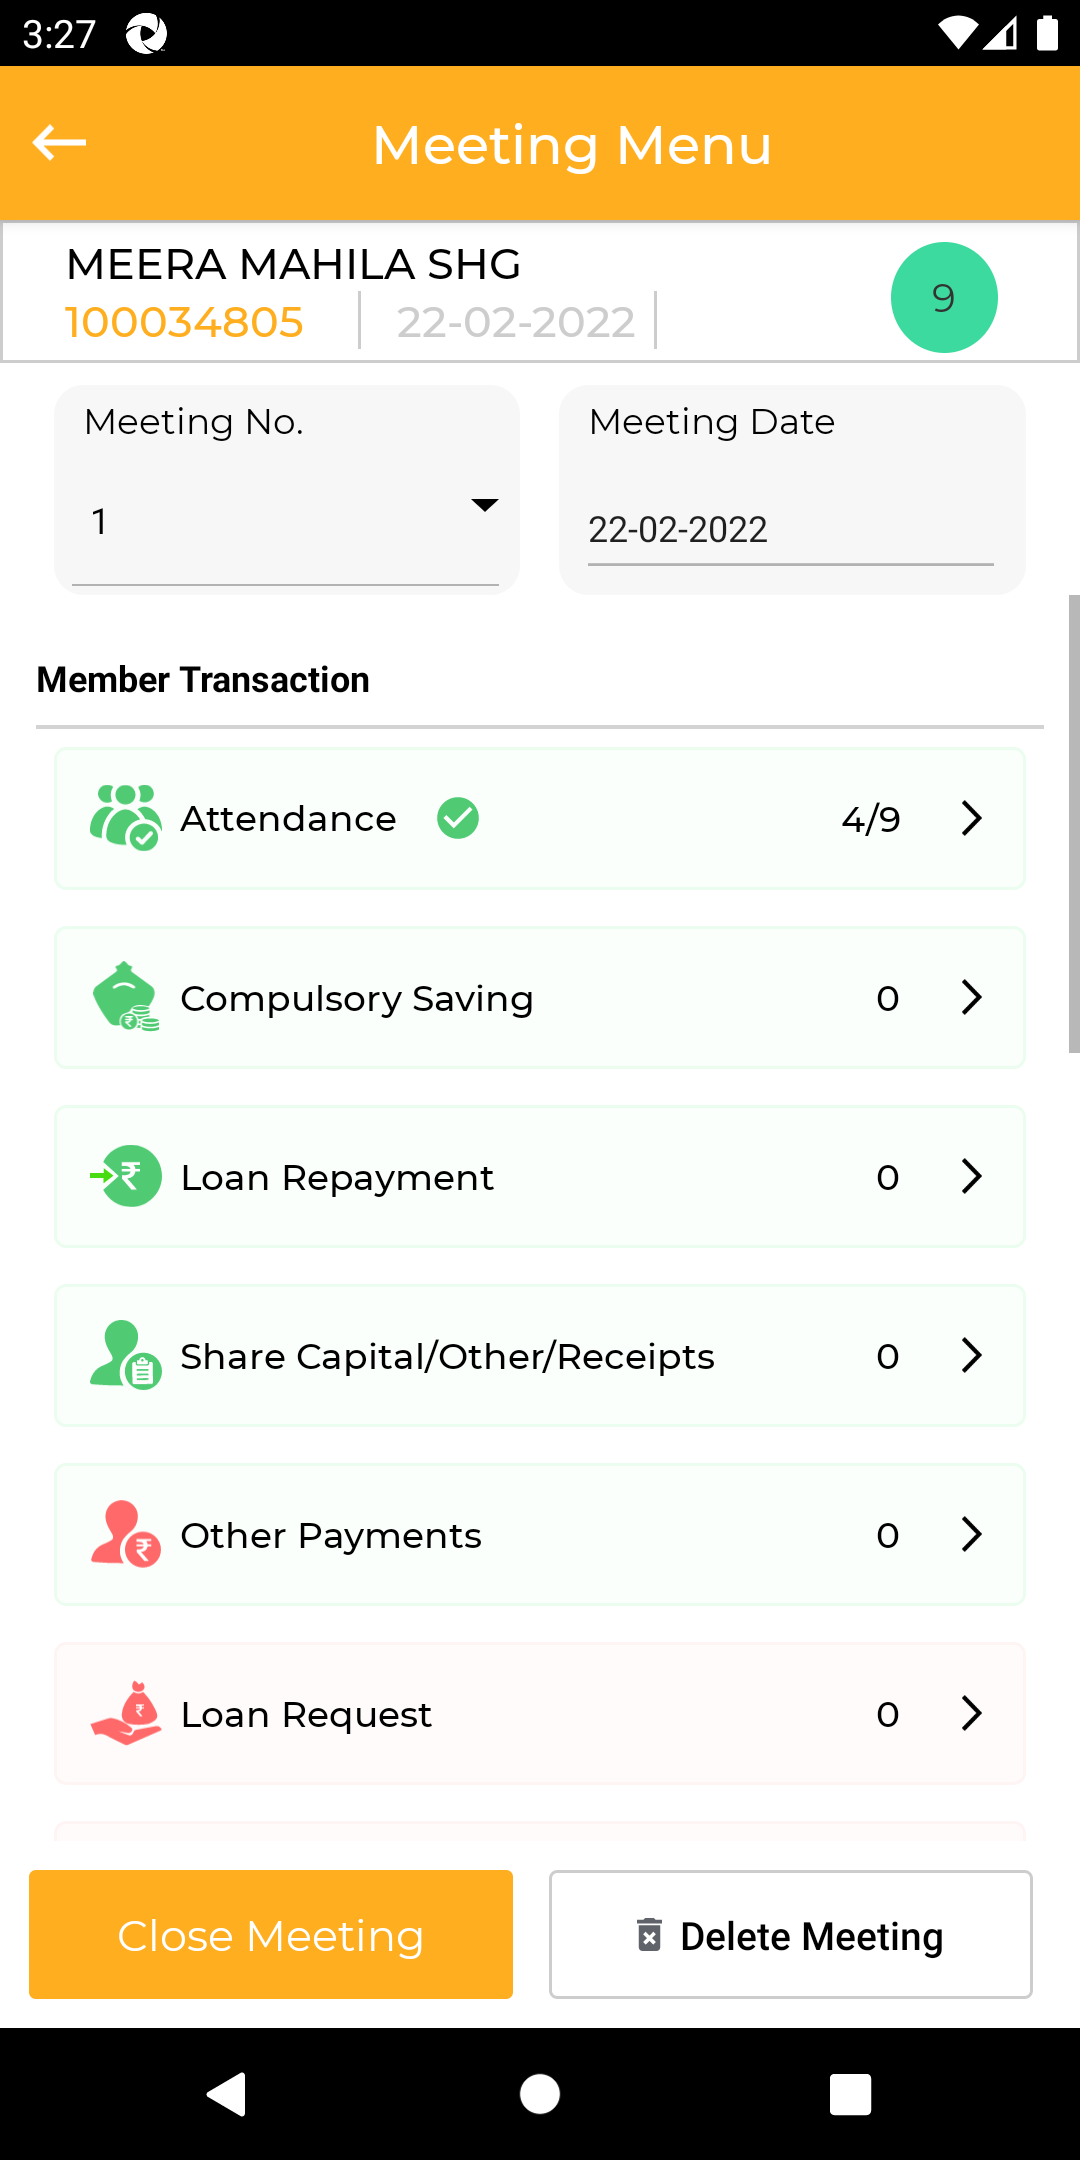 3:27
Meeting Menu
MEERA MAHILA SHG
100034805 22-02-2022
9
Meeting No. Meeting Date
1 22-02-2022
Member Transaction
Attendance 4/9
Compulsory Saving 0
Loan Repayment 0
Share Capital/Other/Receipts 0
Other Payments 0
Loan Request 0
Close Meeting Delete Meeting